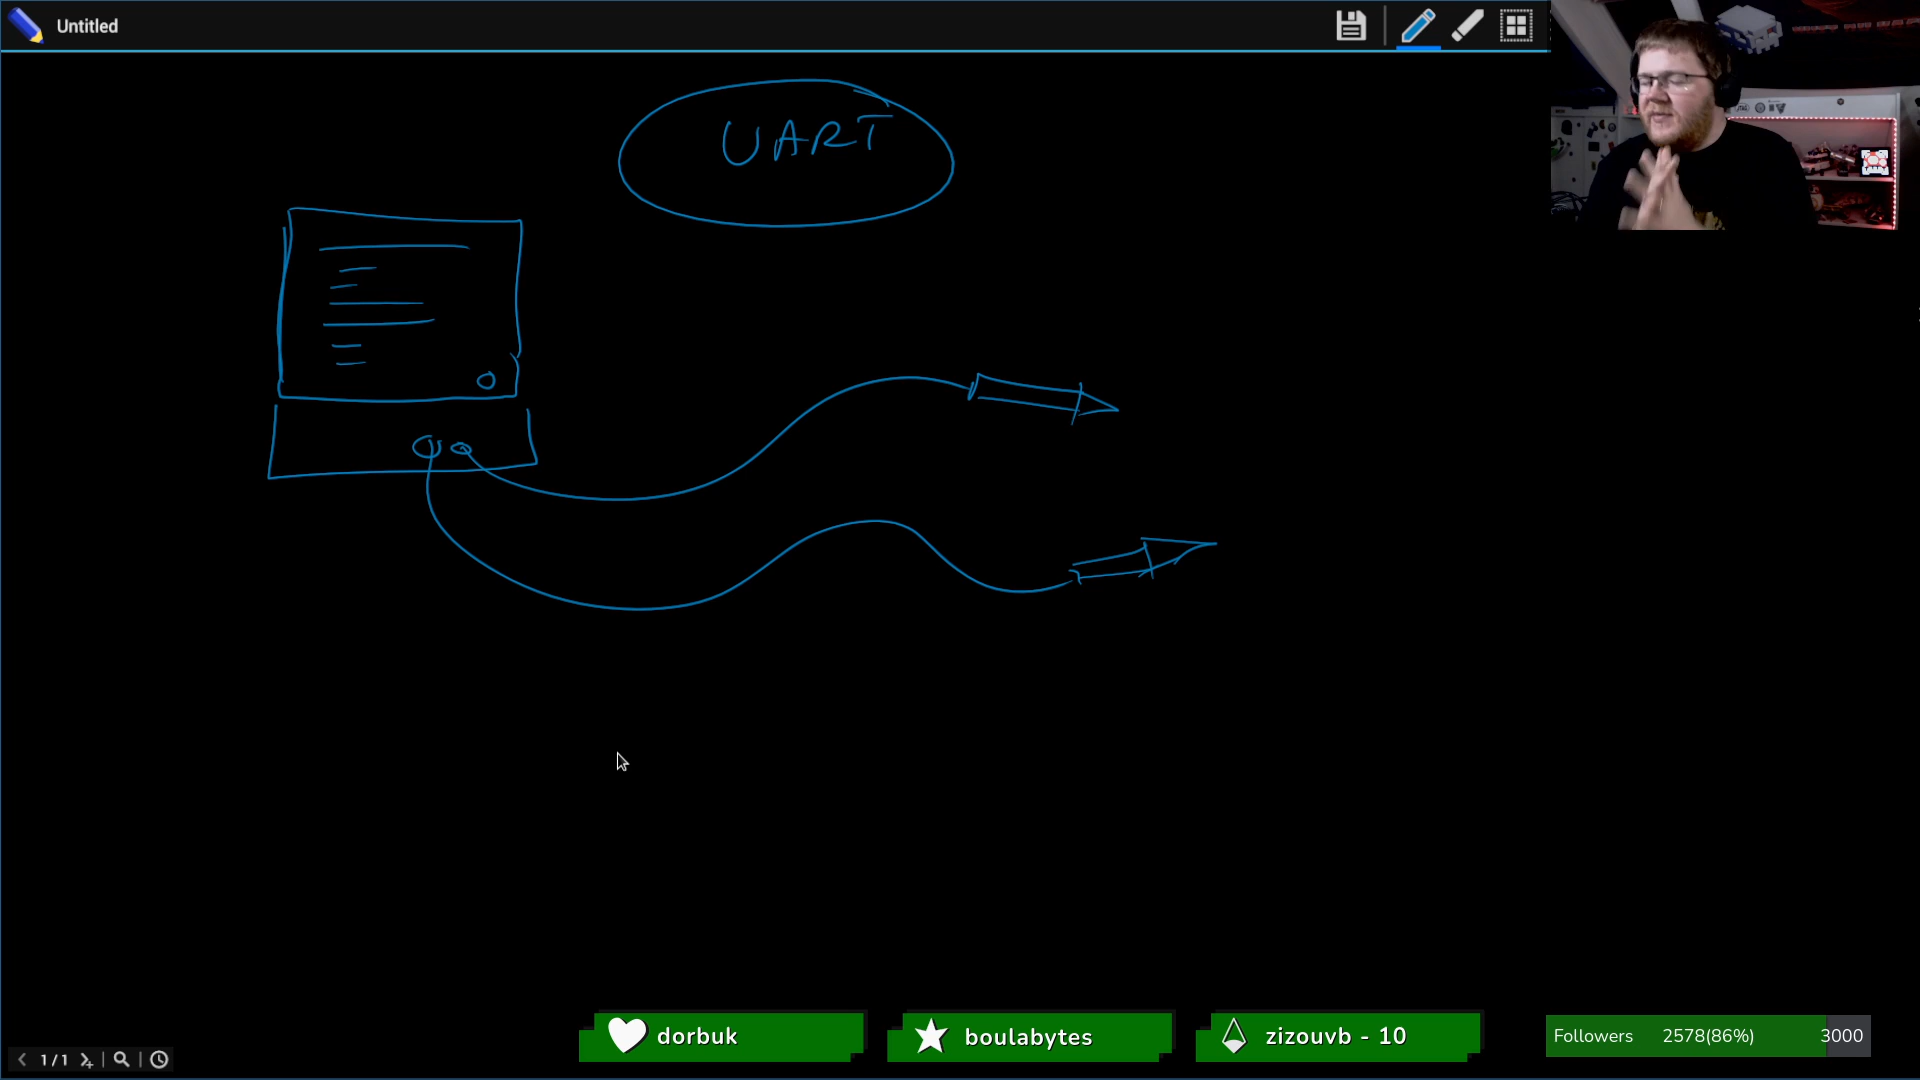 Untitled
UART
dorbuk
boulabytes
zizouvb - 10
Followers 2578(86%) 3000
1/1